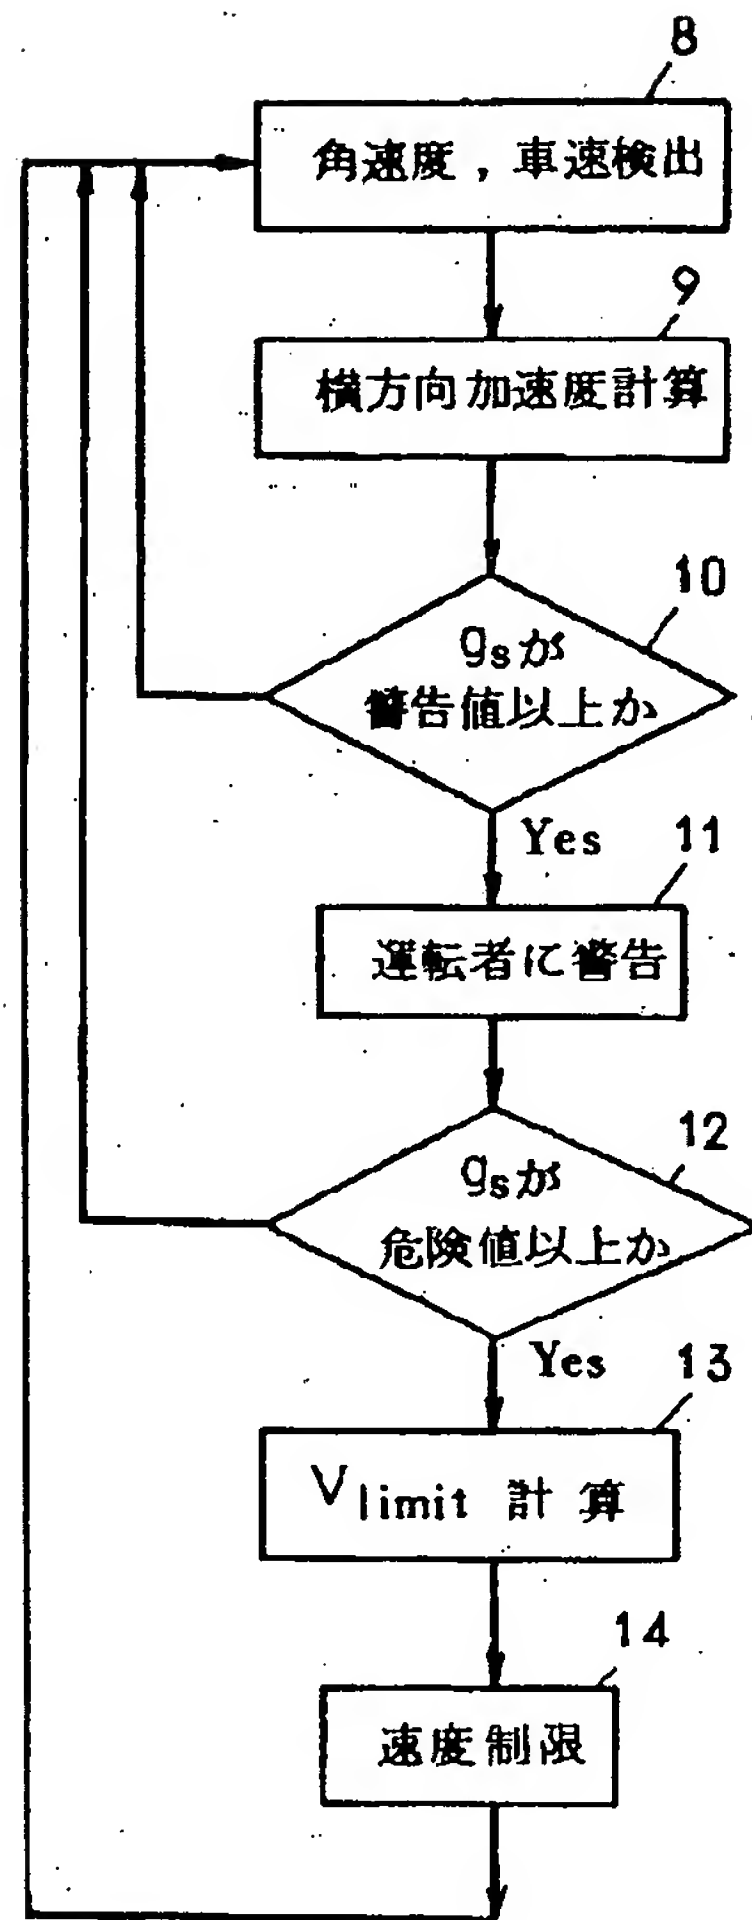 8
角速度,車速検出
9
横方向加速度計算
10
gsが
警告値以上か
Yes
11
運転者に警告
12
gsが
危険値以上か
Yes
13
Vlimit 計算
14
速度制限